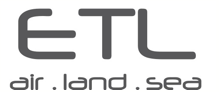 ETL
air . land . sea